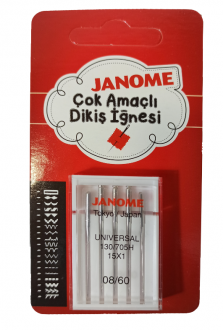 JANOME
Çok Amaçlı
Dikiş İğnesi
JANOME
Tokyo / Japan
UNIVERSAL
130/705H
15X1
08/60